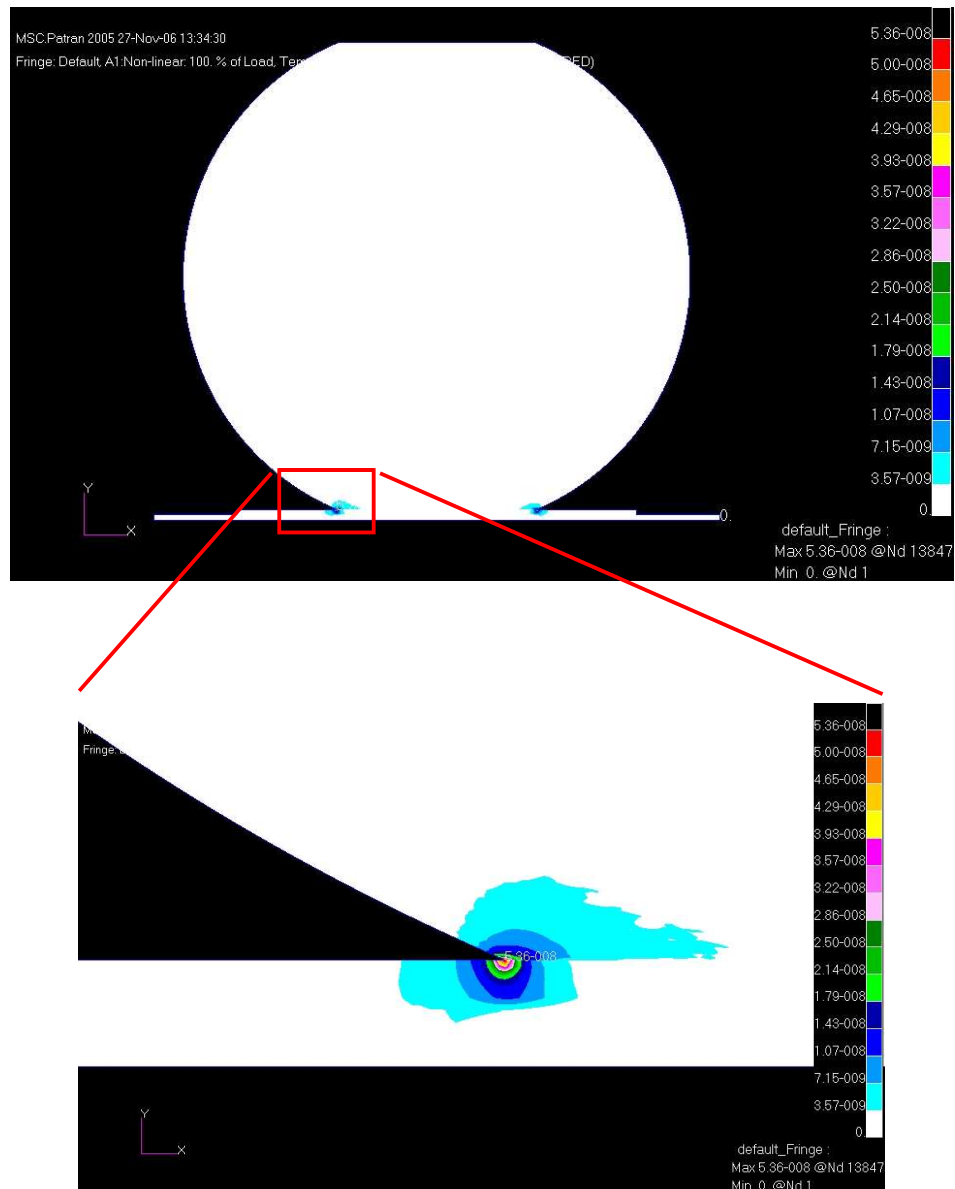 MSC.Patran 2005 27-Nov-06 13:34:30
Fringe: Default, A1:Non-linear: 100. % of Load,
5.36-008
5.00-008
4.65-008
4.29-008
3.93-008
3.57-008
3.22-008
2.86-008
2.50-008
2.14-008
1.79-008
1.43-008
1.07-008
7.15-009
3.57-009
0.
0.
Y
X
default_Fringe :
Max 5.36-008 @Nd 13847
Min 0. @Nd 1
Fringe:
5.36-008
5.36-008
5.00-008
4.65-008
4.29-008
3.93-008
3.57-008
3.22-008
2.86-008
2.50-008
2.14-008
1.79-008
1.43-008
1.07-008
7.15-009
3.57-009
0.
Y
X
default_Fringe :
Max 5.36-008 @Nd 13847
Min 0. @Nd 1